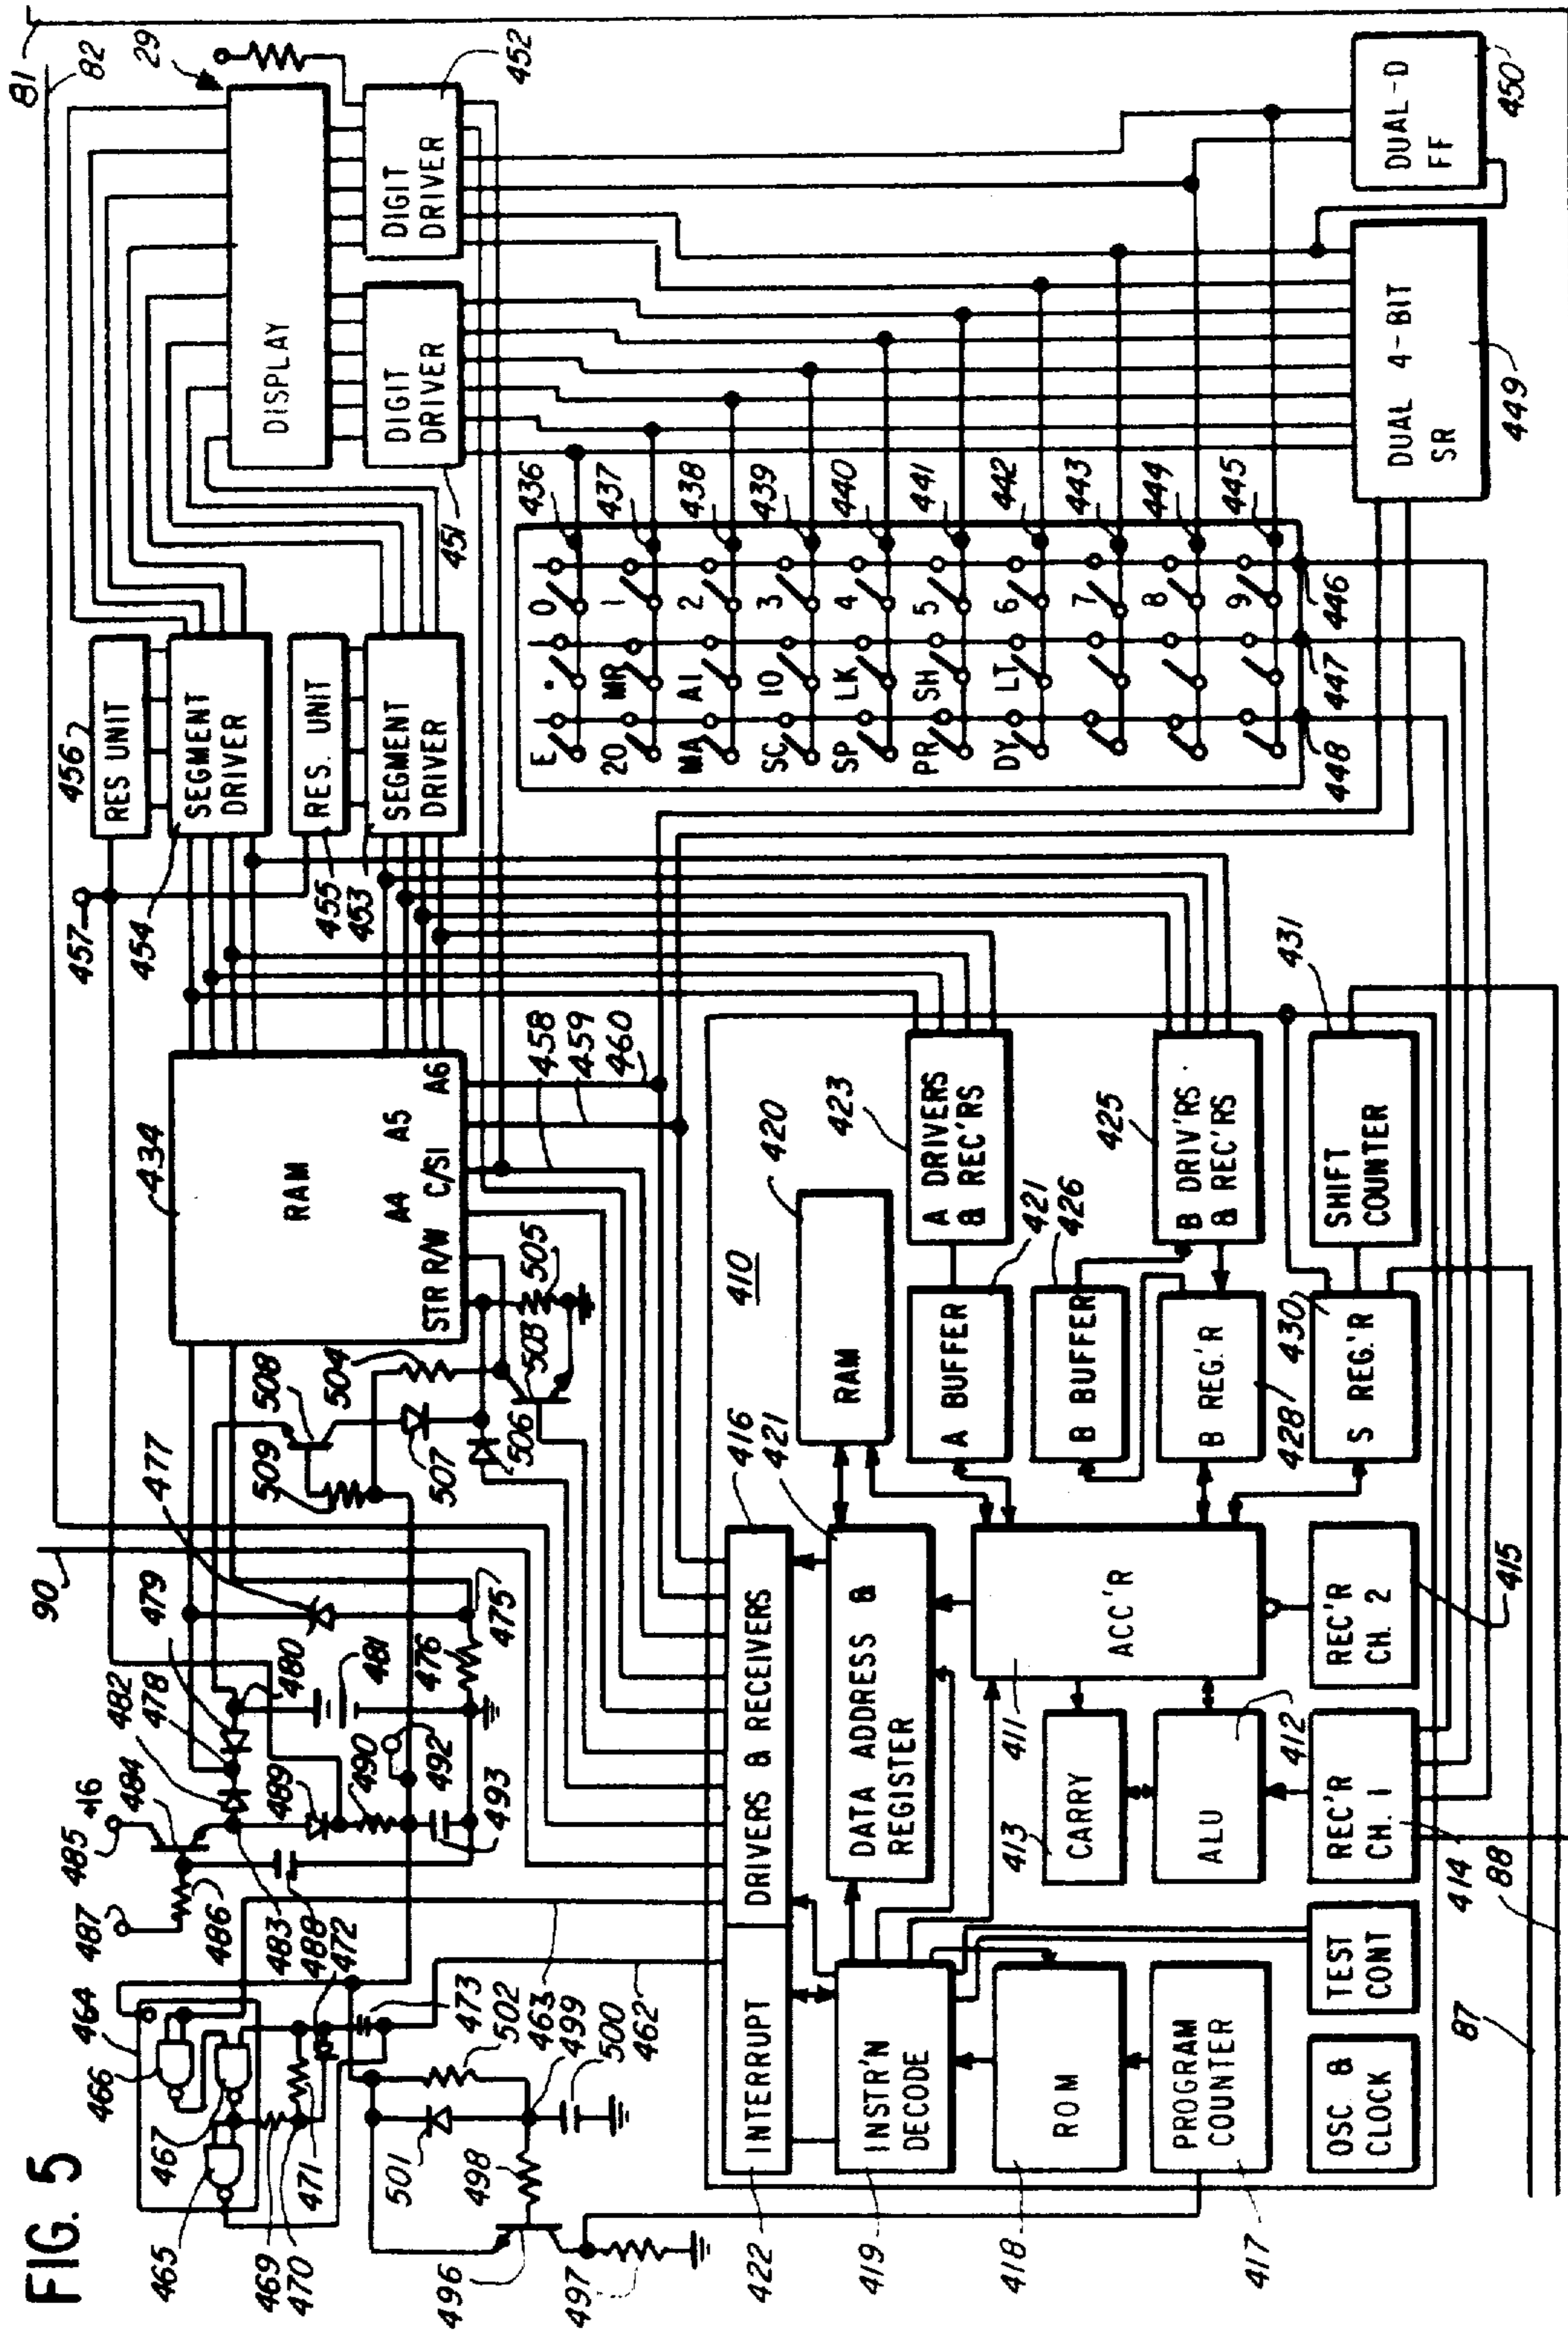 FIG. 5
81
82
29
452
DISPLAY
DIGIT
DRIVER
DIGIT
DRIVER
451
DUAL-D
FF
450
DUAL 4-BIT
SR
449
456
RES UNIT
SEGMENT
DRIVER
RES. UNIT
SEGMENT
DRIVER
457
454
455
453
E • 0
20 MR 1
MA A1 2
SC 10 3
SP LK 4
PR SH 5
DY LT 6
7
8
9
436
437
438
439
440
441
442
443
444
445
446
447
448
434
RAM
STR R/W A4 C/S1 A5 A6
458
459
460
90
477
479
482
478
480
481
476
475
484
+16
485
487
486
483
488
489
490
492
493
472
464
466
467
465
469
470
471
473
502
463
499
500
462
501
498
496
497
508
509
504
507
506
503
505
410
INTERRUPT
DRIVERS & RECEIVERS
416
421
422
INSTR'N
DECODE
419
DATA ADDRESS &
REGISTER
RAM
420
A DRIVERS
& REC'RS
423
A BUFFER
421
B BUFFER
426
B DRIV'RS
& REC'RS
425
B REG.'R
428
S REG.'R
430
SHIFT
COUNTER
431
ROM
418
PROGRAM
COUNTER
417
CARRY
413
ALU
412
ACC'R
411
OSC &
CLOCK
TEST
CONT
REC'R
CH. 1
414
REC'R
CH. 2
415
87
88